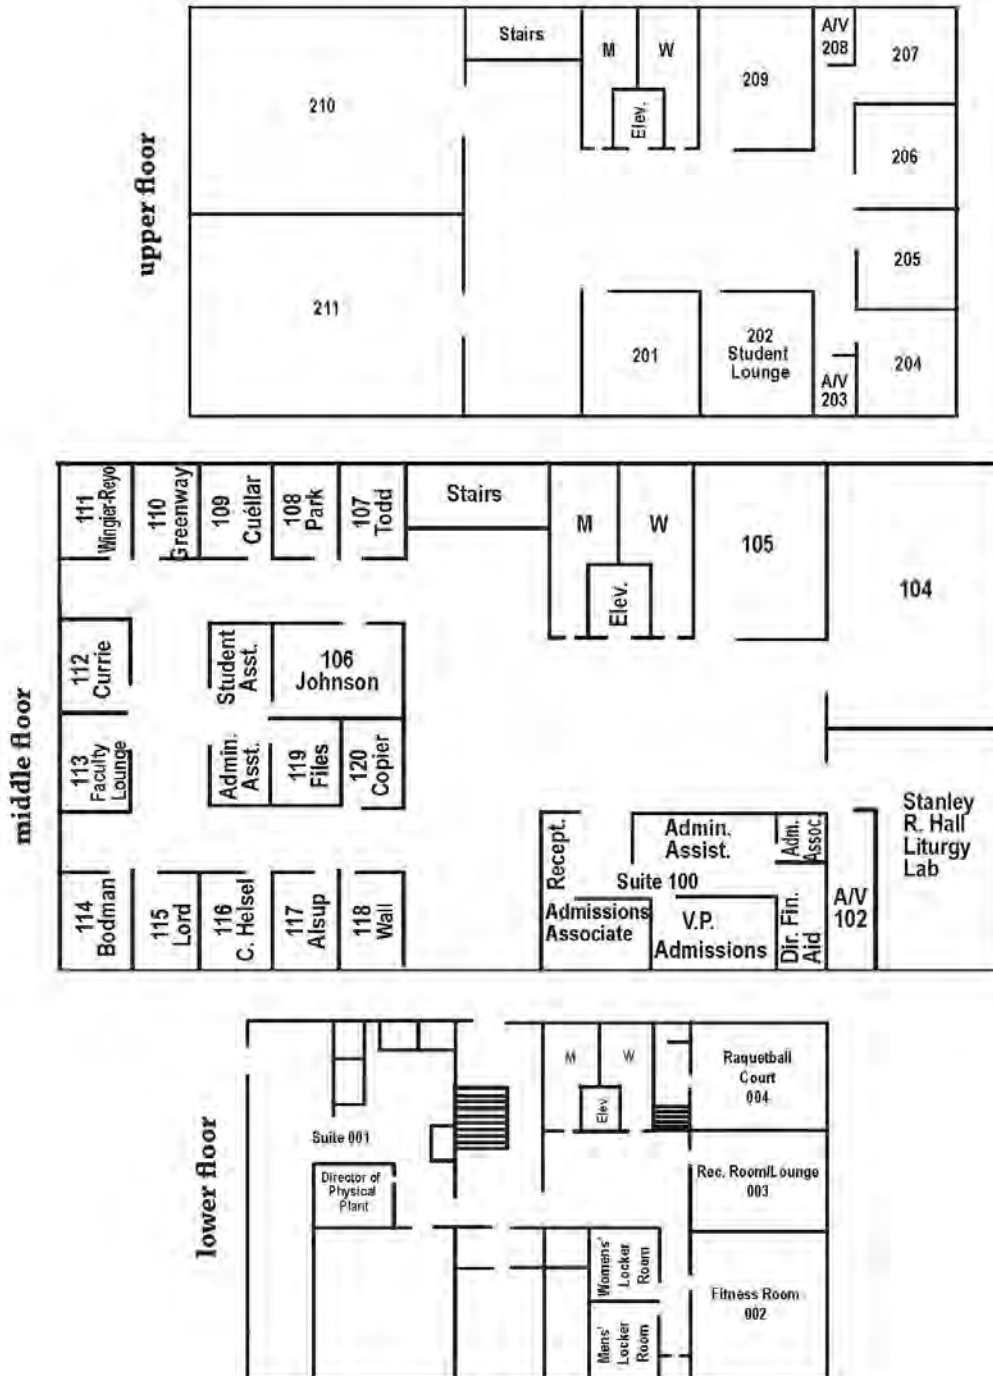 upper floor
Stairs
M
W
Elev.
209
A/V
208
207
210
206
211
205
201
202
Student
Lounge
A/V
203
204
middle floor
111
Wingier-Reyo
110
Greenway
109
Cuéllar
108
Park
107
Todd
Stairs
M
W
Elev.
105
104
112
Currie
Student
Asst.
106
Johnson
113
Faculty
Lounge
Admin.
Asst.
119
Files
120
Copier
114
Bodman
115
Lord
116
C. Helsel
117
Alsup
118
Wall
Recept.
Admin.
Assist.
Adm.
Assoc.
Suite 100
Admissions
Associate
V.P.
Admissions
Dir. Fin.
Aid
A/V
102
Stanley
R. Hall
Liturgy
Lab
lower floor
M
W
Elev.
Raquetball
Court
004
Suite 001
Director of
Physical
Plant
Rec. Room/Lounge
003
Womens'
Locker
Room
Mens'
Locker
Room
Fitness Room
002